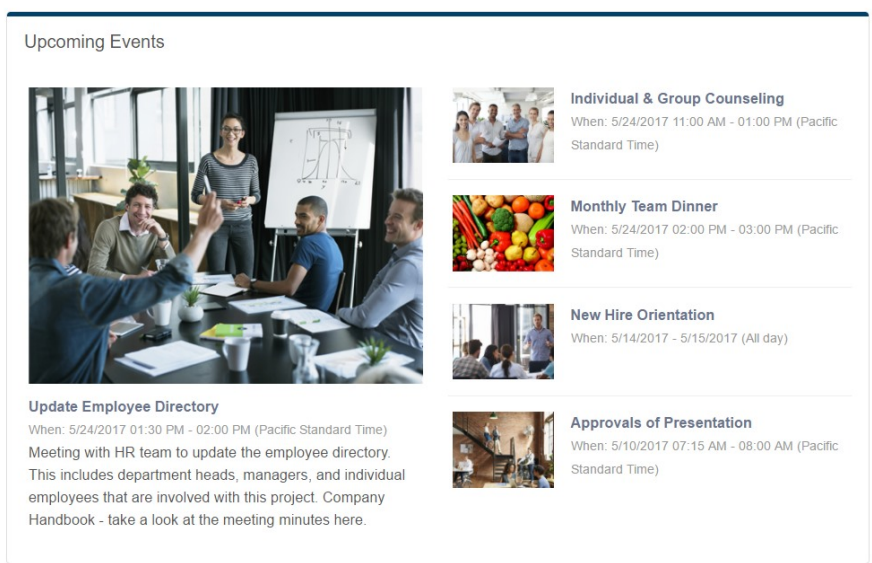 Upcoming Events
Update Employee Directory
When: 5/24/2017 01:30 PM - 02:00 PM (Pacific Standard Time)
Meeting with HR team to update the employee directory.
This includes department heads, managers, and individual
employees that are involved with this project. Company
Handbook - take a look at the meeting minutes here.
Individual & Group Counseling
When: 5/24/2017 11:00 AM - 01:00 PM (Pacific
Standard Time)
Monthly Team Dinner
When: 5/24/2017 02:00 PM - 03:00 PM (Pacific
Standard Time)
New Hire Orientation
When: 5/14/2017 - 5/15/2017 (All day)
Approvals of Presentation
When: 5/10/2017 07:15 AM - 08:00 AM (Pacific
Standard Time)